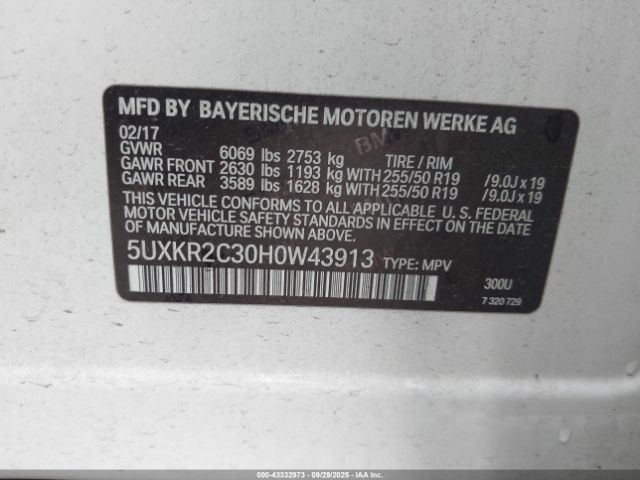 MFD BY BAYERISCHE MOTOREN WERKE AG
02/17
GVWR 6069 lbs 2753 kg TIRE / RIM
GAWR FRONT 2630 lbs 1193 kg WITH 255/50 R19 /9.0J x 19
GAWR REAR 3589 lbs 1628 kg WITH 255/50 R19 /9.0J x 19
THIS VEHICLE CONFORMS TO ALL APPLICABLE U. S. FEDERAL
MOTOR VEHICLE SAFETY STANDARDS IN EFFECT ON THE DATE
OF MANUFACTURE SHOWN ABOVE.
5UXKR2C30H0W43913 TYPE: MPV
300U
7 320 729
000-43332973 - 09/29/2025 - IAA Inc.